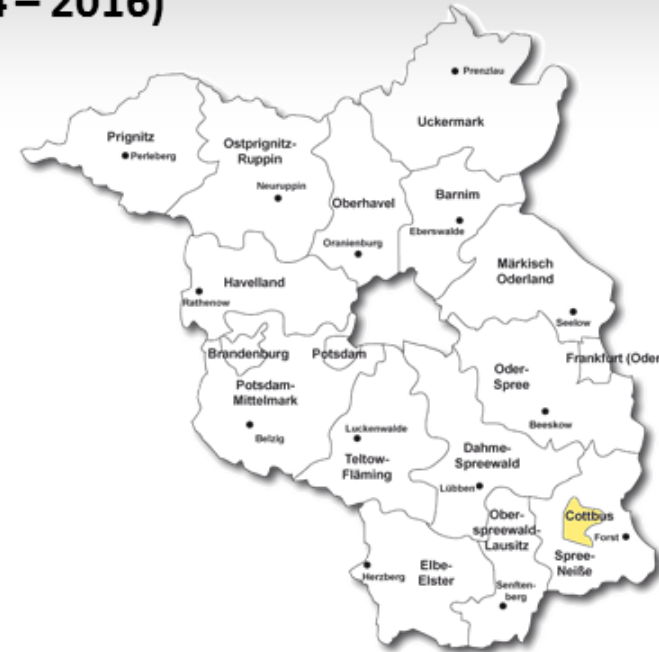 4 – 2016)
Prenzlau
Uckermark
Prignitz
Perleberg
Ostprignitz-
Ruppin
Neuruppin
Oberhavel
Oranienburg
Barnim
Eberswalde
Märkisch
Oderland
Seelow
Havelland
Rathenow
Brandenburg
Potsdam
Frankfurt (Oder
Potsdam-
Mittelmark
Belzig
Oder-
Spree
Beeskow
Luckenwalde
Teltow-
Fläming
Dahme-
Spreewald
Lübben
Ober-
spreewald-
Lausitz
Cottbus
Forst
Spree-
Neiße
Elbe-
Elster
Herzberg
Senften-
berg